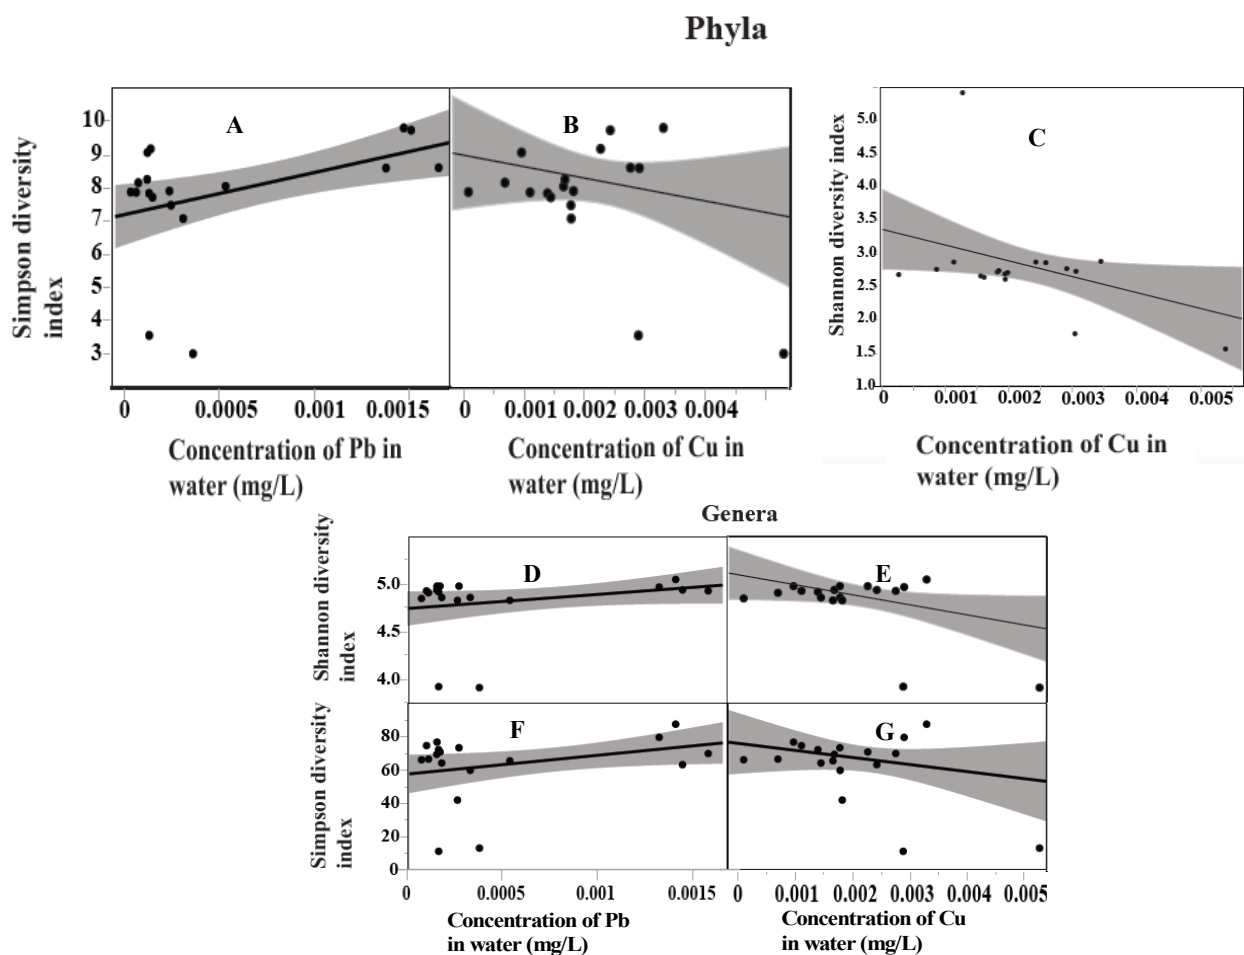 Phyla
Simpson diversity
index
10
9
8
7
6
5
4
3
A
B
0
0.0005
0.001
0.0015
0
0.001
0.002
0.003
0.004
Concentration of Pb in
water (mg/L)
Concentration of Cu in
water (mg/L)
Shannon diversity index
5.0
4.5
4.0
3.5
3.0
2.5
2.0
1.5
1.0
C
0
0.001
0.002
0.003
0.004
0.005
Concentration of Cu in
water (mg/L)
Genera
Shannon diversity
index
5.0
4.5
4.0
D
E
Simpson diversity
index
80
60
40
20
0
F
G
0
0.0005
0.001
0.0015
0
0.001
0.002
0.003
0.004
0.005
Concentration of Pb
in water (mg/L)
Concentration of Cu
in water (mg/L)